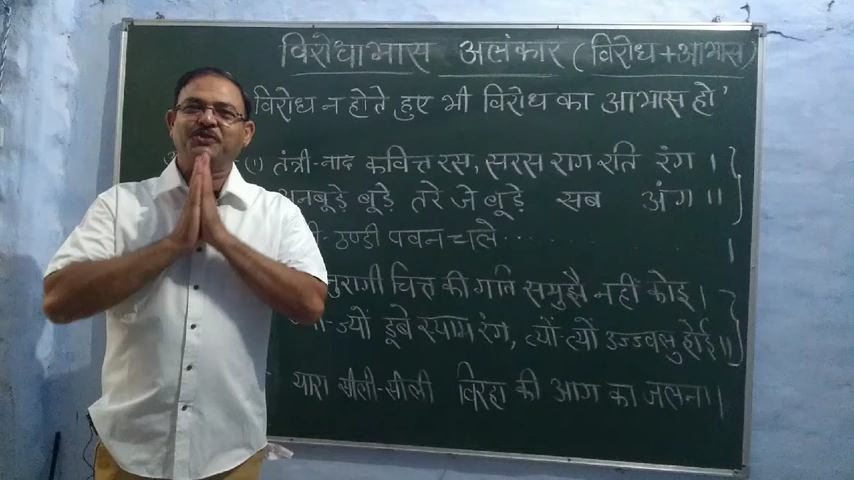 विरोधाभास अलंकार (विरोध+आभास)
विरोध न होते हुए भी विरोध का आभास हो'
(1) तंत्री-नाद कवित्त रस, सरस राग रति रंग ।
अनबूड़े बूड़े तरे जे बूड़े सब अंग ॥
ठण्डी पवन चले.......... ।
चित्त की गति समुझै नहीं कोइ ।
ज्यों डूबे स्याम रंग, त्यों-त्यों उज्ज्वलु होई ॥
यारा सीली-सीली विरहा की आग का जलना ।